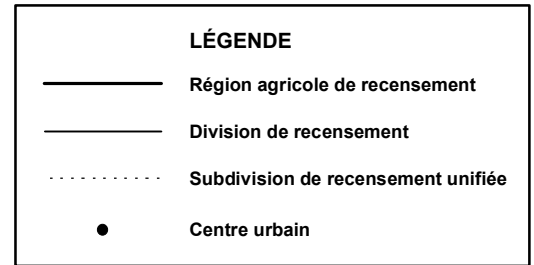 LÉGENDE
Région agricole de recensement
Division de recensement
Subdivision de recensement unifiée
Centre urbain